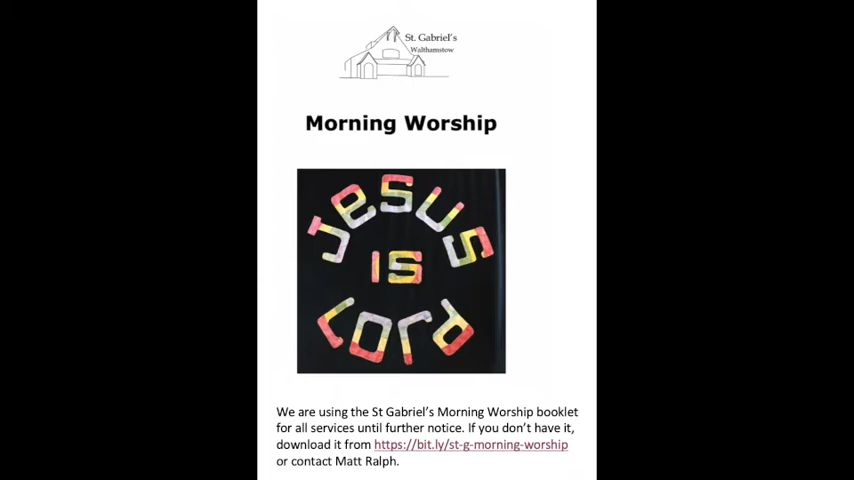 St. Gabriel's
Walthamstow
Morning Worship
Jesus
is
Lord
We are using the St Gabriel's Morning Worship booklet
for all services until further notice. If you don't have it,
download it from https://bit.ly/st-g-morning-worship
or contact Matt Ralph.